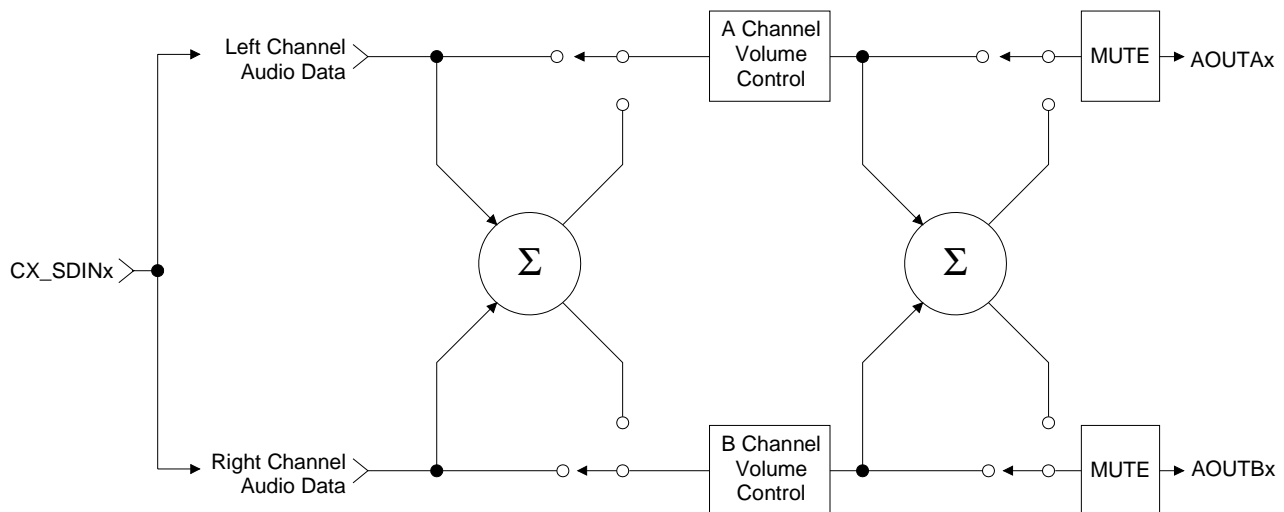 Left Channel
Audio Data
A Channel
Volume
Control
MUTE
AOUTAx
CX_SDINx
Σ
Σ
Right Channel
Audio Data
B Channel
Volume
Control
MUTE
AOUTBx